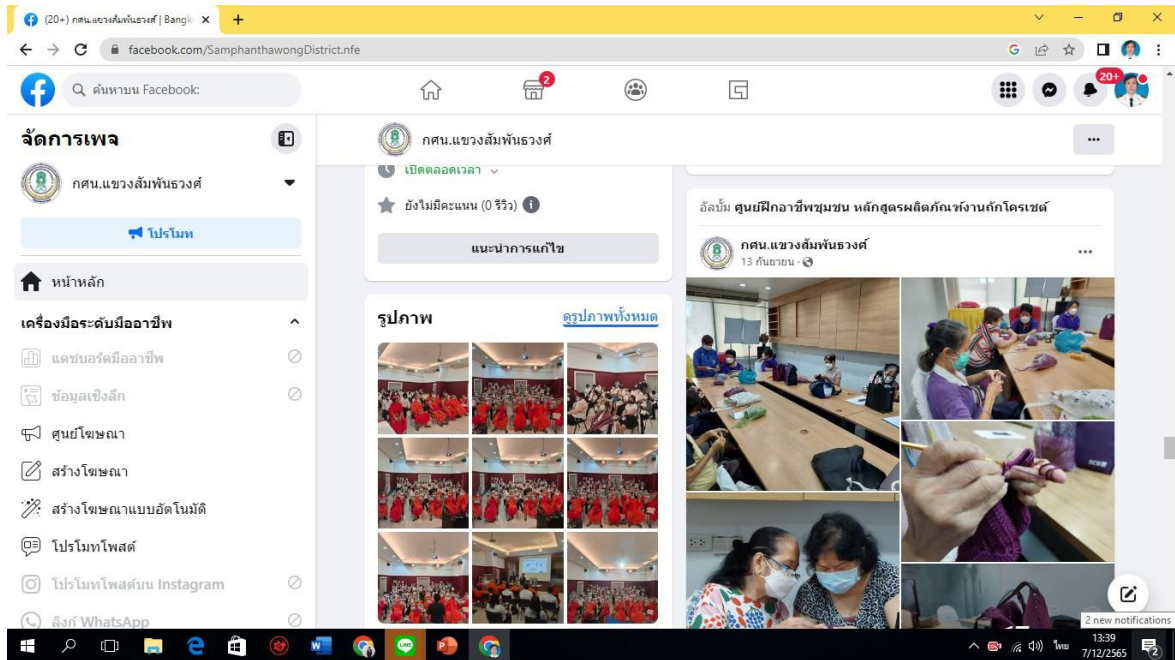 (20+) กศน.แขวงสัมพันธวงศ์ | Bangk
facebook.com/SamphanthawongDistrict.nfe
ค้นหาบน Facebook:
2
20+
จัดการเพจ
กศน.แขวงสัมพันธวงศ์
โปรโมท
หน้าหลัก
เครื่องมือระดับมืออาชีพ
แดชบอร์ดมืออาชีพ
ข้อมูลเชิงลึก
ศูนย์โฆษณา
สร้างโฆษณา
สร้างโฆษณาแบบอัตโนมัติ
โปรโมทโพสต์
โปรโมทโพสต์บน Instagram
ลิงก์ WhatsApp
กศน.แขวงสัมพันธวงศ์
เปิดตลอดเวลา
ยังไม่มีคะแนน (0 รีวิว)
แนะนำการแก้ไข
รูปภาพ
ดูรูปภาพทั้งหมด
อัลบั้ม ศูนย์ฝึกอาชีพชุมชน หลักสูตรผลิตภัณฑ์งานถักโครเชต์
กศน.แขวงสัมพันธวงศ์
13 กันยายน
2 new notifications
ไทย
13:39
7/12/2565